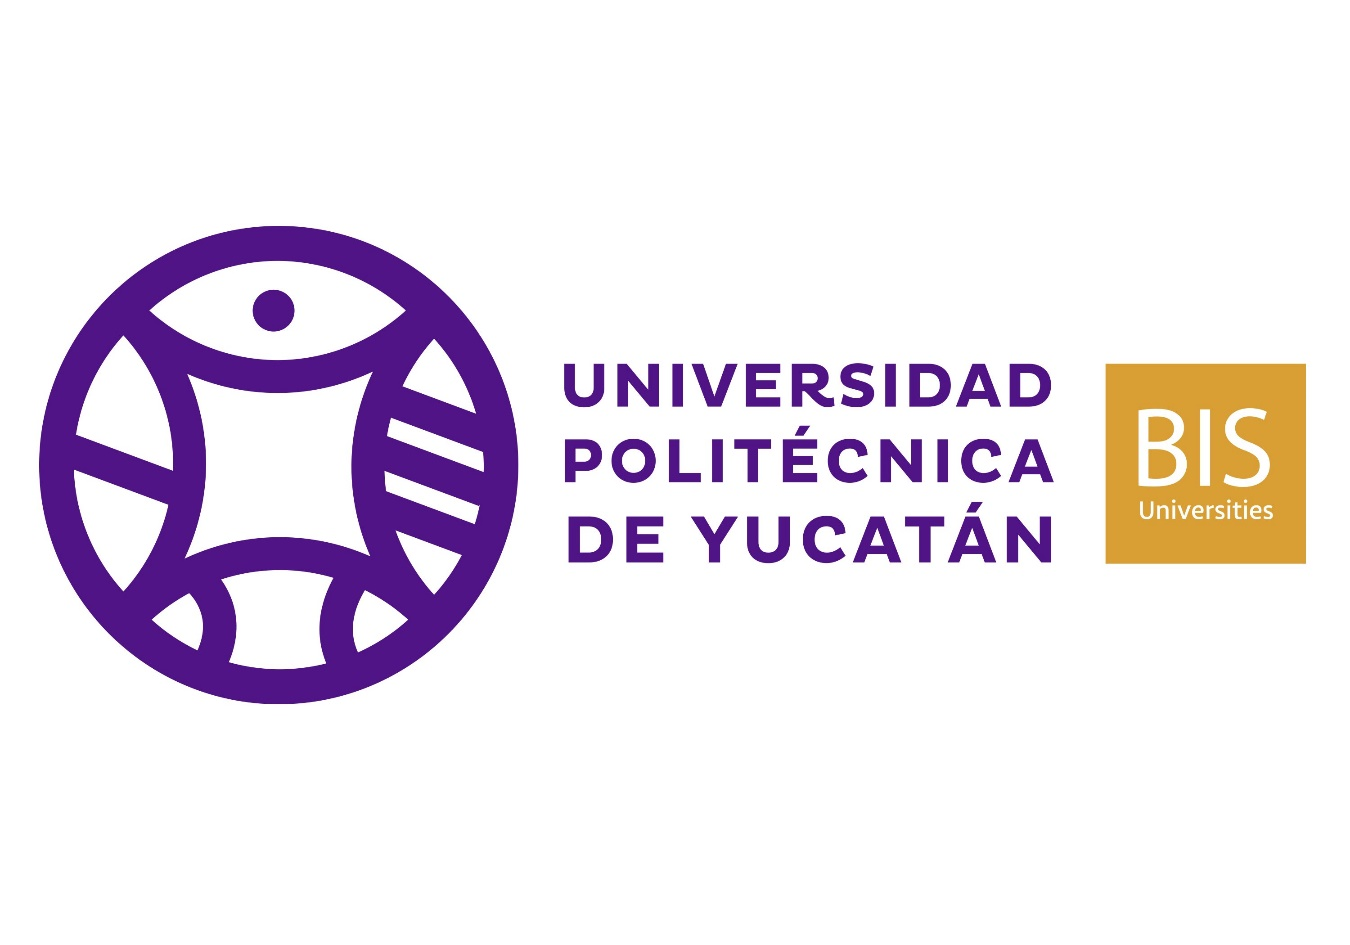 UNIVERSIDAD
POLITÉCNICA
DE YUCATÁN
BIS
Universities